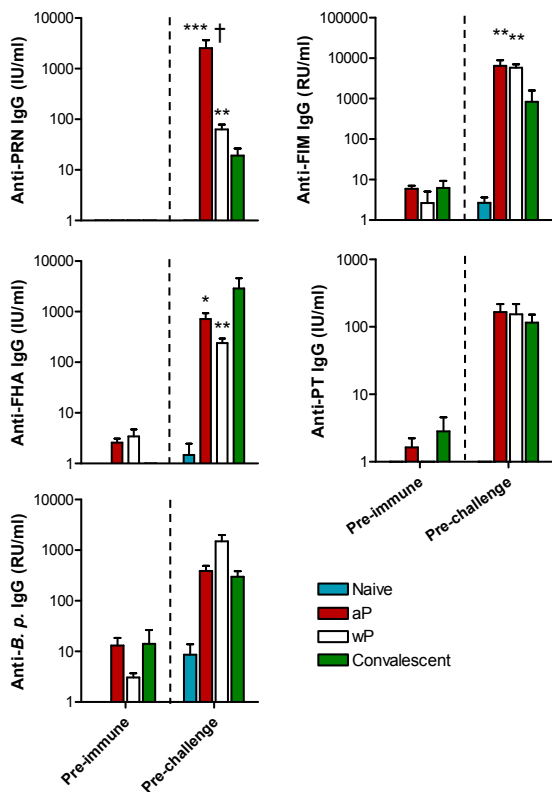 Anti-PRN IgG (IU/ml)
10000
1000
100
10
1
*** †
**
Anti-FIM IgG (RU/ml)
100000
10000
1000
100
10
1
** **
Anti-FHA IgG (IU/ml)
10000
1000
100
10
1
*
**
Anti-PT IgG (IU/ml)
1000
100
10
1
Pre-immune
Pre-challenge
Anti-B. p. IgG (RU/ml)
10000
1000
100
10
1
Pre-immune
Pre-challenge
Naive
aP
wP
Convalescent